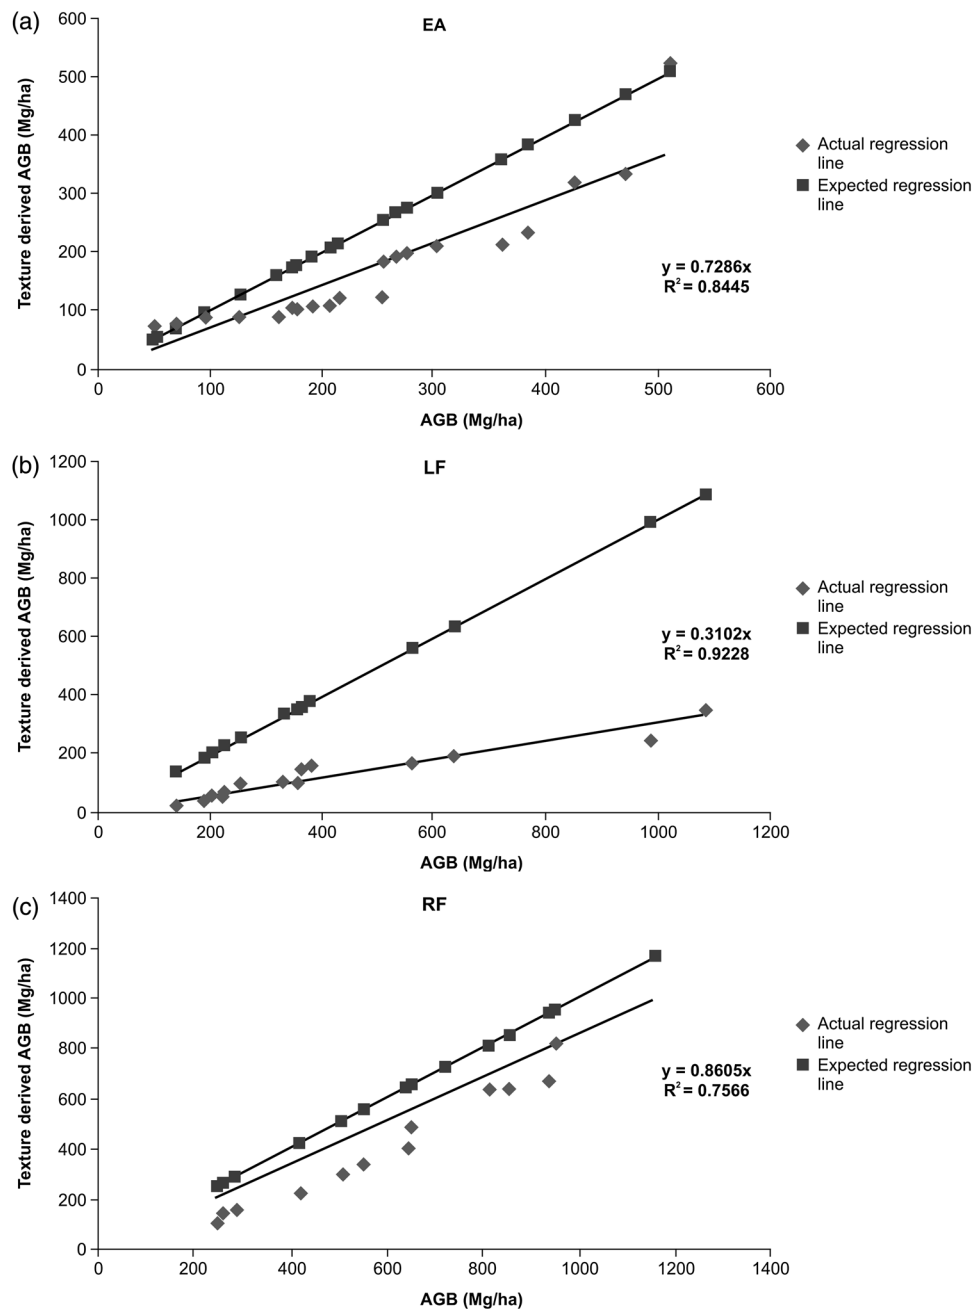 (a)
EA
600
500
400
300
200
100
0
Texture derived AGB (Mg/ha)
0 100 200 300 400 500 600
AGB (Mg/ha)
Actual regression
line
Expected regression
line
y = 0.7286x
R² = 0.8445
(b)
LF
1200
1000
800
600
400
200
0
Texture derived AGB (Mg/ha)
0 200 400 600 800 1000 1200
AGB (Mg/ha)
Actual regression
line
Expected regression
line
y = 0.3102x
R² = 0.9228
(c)
RF
1400
1200
1000
800
600
400
200
0
Texture derived AGB (Mg/ha)
0 200 400 600 800 1000 1200 1400
AGB (Mg/ha)
Actual regression
line
Expected regression
line
y = 0.8605x
R² = 0.7566